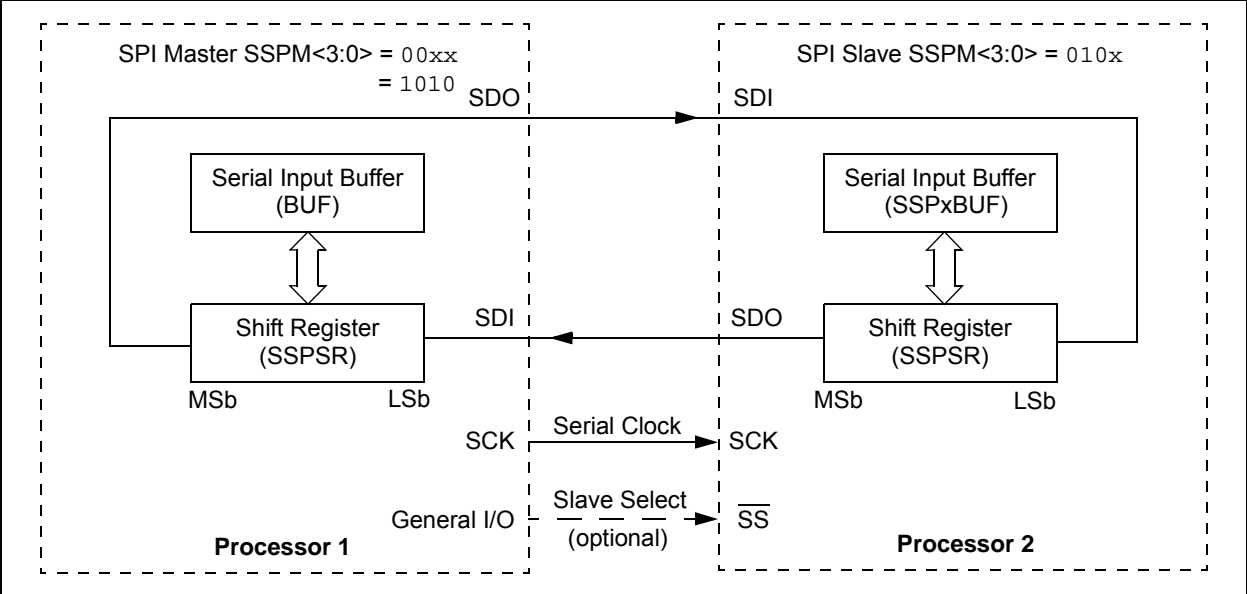 SPI Master SSPM<3:0> = 00xx
= 1010
SPI Slave SSPM<3:0> = 010x
SDO
SDI
Serial Input Buffer
(BUF)
Serial Input Buffer
(SSPxBUF)
SDI
SDO
Shift Register
(SSPSR)
Shift Register
(SSPSR)
MSb
LSb
MSb
LSb
SCK
Serial Clock
SCK
General I/O
Slave Select
(optional)
SS
Processor 1
Processor 2